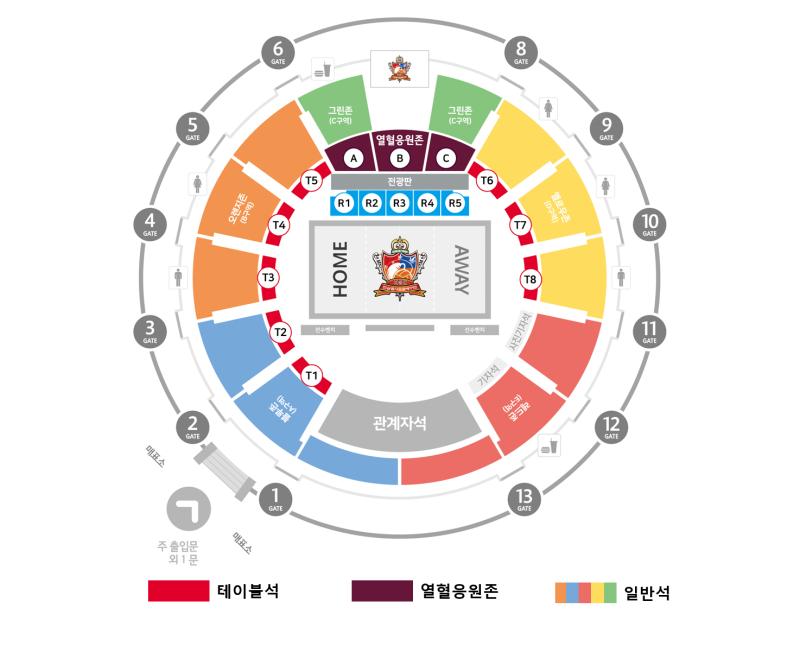 6
GATE
8
GATE
5
GATE
9
GATE
그린존
(C구역)
그린존
(C구역)
열혈응원존
A
B
C
전광판
T5
T6
R1
R2
R3
R4
R5
오렌지존
(B구역)
옐로우존
(D구역)
4
GATE
10
GATE
T4
T7
HOME
AWAY
T3
T8
3
GATE
11
GATE
T2
선수벤치
선수벤치
사진기자석
T1
기자석
블루존
(A구역)
레드존
(E구역)
관계자석
2
GATE
12
GATE
매표소
1
GATE
13
GATE
매표소
주 출입문
외 1 문
테이블석
열혈응원존
일반석